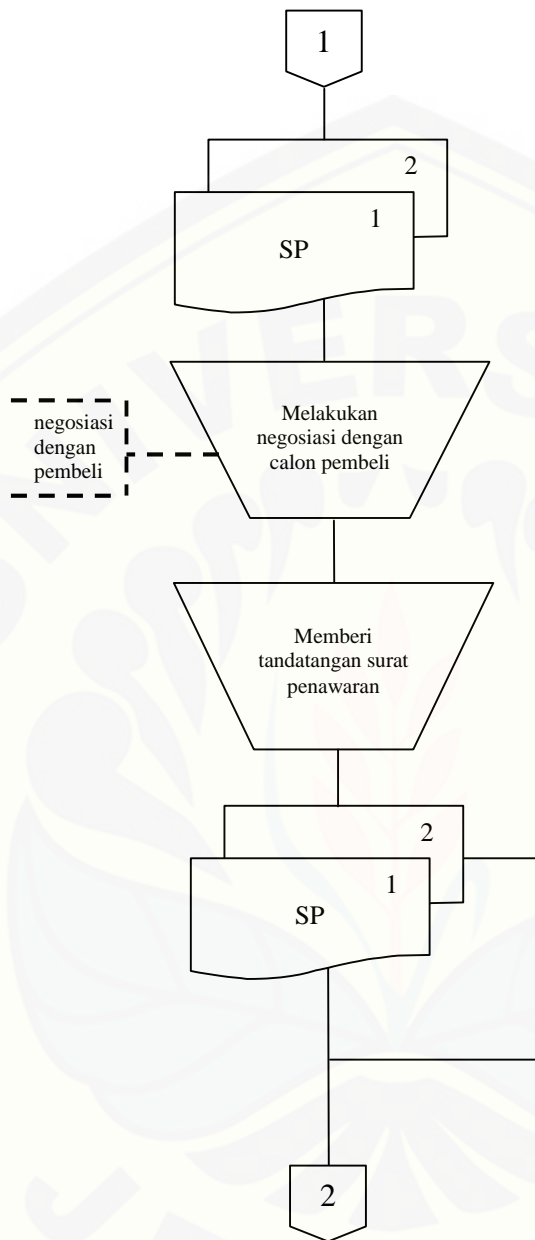 1
2
1
SP
negosiasi
dengan
pembeli
Melakukan
negosiasi dengan
calon pembeli
Memberi
tandatangan surat
penawaran
2
1
SP
2